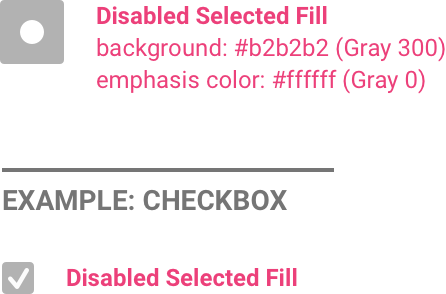 Disabled Selected Fill
background: #b2b2b2 (Gray 300)
emphasis color: #ffffff (Gray 0)
EXAMPLE: CHECKBOX
Disabled Selected Fill